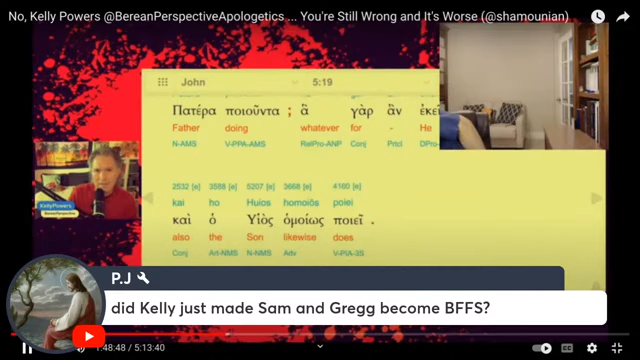 No, Kelly Powers @BereanPerspectiveApologetics ... You're Still Wrong and It's Worse (@shamounian)
John 5:19
Πατέρα ποιοῦντα ; ἃ γὰρ ἂν ἐκεῖ
Father doing whatever for - He
N-AMS V-PPA-AMS RelPro-ANP Conj Prtcl DPro-
2532 [e] 3588 [e] 5207 [e] 3668 [e] 4160 [e]
kai ho Huios homoiōs poiei
καὶ ὁ Υἱὸς ὁμοίως ποιεῖ .
also the Son likewise does
Conj Art-NMS N-NMS Adv V-PIA-3S
KellyPowers
BereanPerspective
P.J
did Kelly just made Sam and Gregg become BFFS?
1:48:48 / 5:13:40